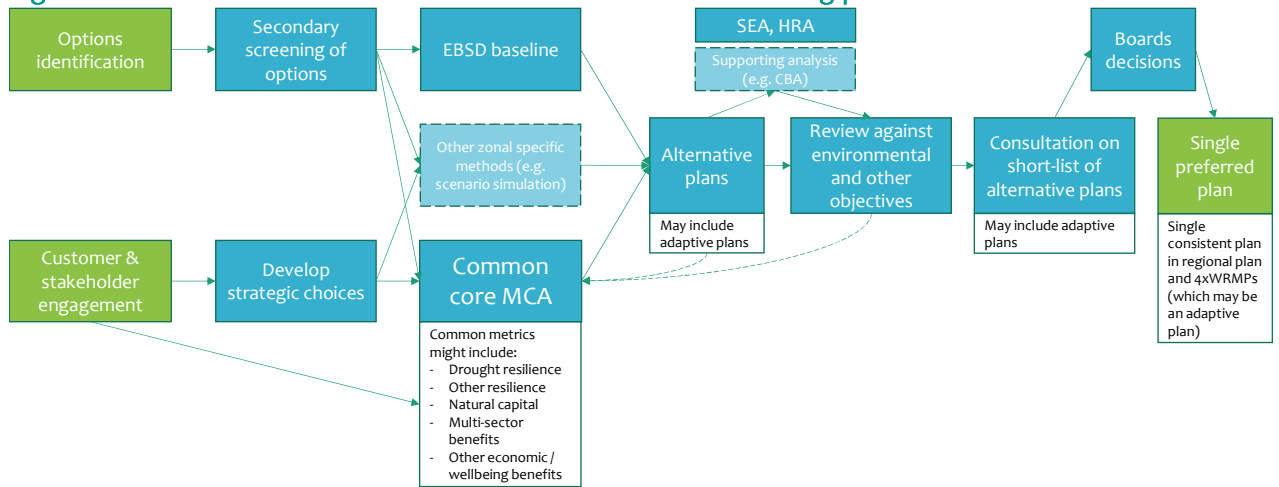 Options
identification
Secondary
screening of
options
EBSD baseline
SEA, HRA
Supporting analysis
(e.g. CBA)
Boards
decisions
Other zonal specific
methods (e.g.
scenario simulation)
Alternative
plans
May include
adaptive plans
Review against
environmental
and other
objectives
Consultation on
short-list of
alternative plans
May include adaptive
plans
Single
preferred
plan
Single
consistent plan
in regional plan
and 4xWRMPs
(which may be
an adaptive
plan)
Customer &
stakeholder
engagement
Develop
strategic choices
Common
core MCA
Common metrics
might include:
- Drought resilience
- Other resilience
- Natural capital
- Multi-sector
benefits
- Other economic /
wellbeing benefits